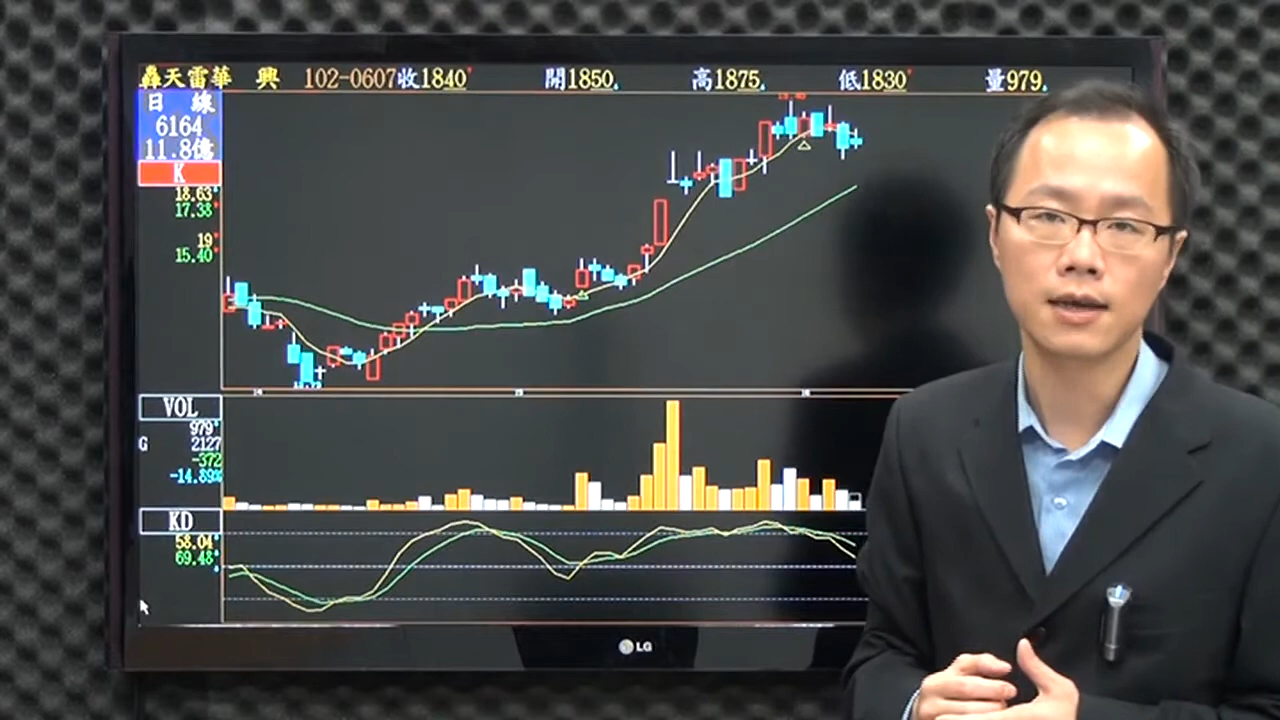 轟天雷華 興 102-0607收1840 開1850 高1875 低1830 量979
日 線
6164
11.8億
K
18.63
17.38
19
15.40
VOL
979
G 2127
-372
-14.89%
KD
58.04
69.48
LG